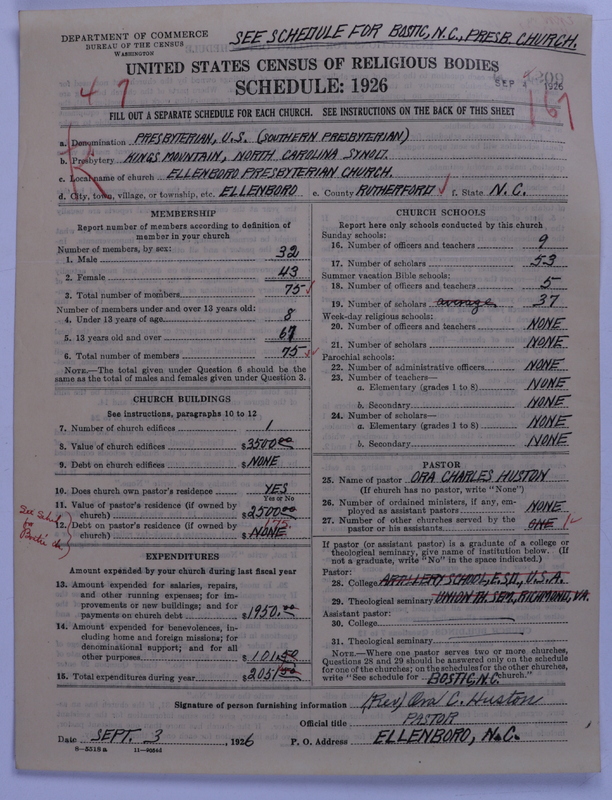 DEPARTMENT OF COMMERCE
BUREAU OF THE CENSUS
WASHINGTON
SEE SCHEDULE FOR BOSTIC, N.C., PRESB. CHURCH.
UNITED STATES CENSUS OF RELIGIOUS BODIES
SCHEDULE: 1926
SEP 4 1926
4 7
167
FILL OUT A SEPARATE SCHEDULE FOR EACH CHURCH. SEE INSTRUCTIONS ON THE BACK OF THIS SHEET
a. Denomination PRESBYTERIAN, U.S. (SOUTHERN PRESBYTERIAN)
b. Presbytery KINGS MOUNTAIN, NORTH CAROLINA SYNOD.
c. Local name of church ELLENBORO PRESBYTERIAN CHURCH.
d. City, town, village, or township, etc. ELLENBORO e. County RUTHERFORD f. State N.C.
MEMBERSHIP
Report number of members according to definition of
member in your church
Number of members, by sex:
1. Male 32
2. Female 43
3. Total number of members 75
Number of members under and over 13 years old:
4. Under 13 years of age 8
5. 13 years old and over 67
6. Total number of members 75
NOTE.—The total given under Question 6 should be
same as the total of males and females given under Question 3.
CHURCH BUILDINGS
See instructions, paragraphs 10 to 12
7. Number of church edifices 1
8. Value of church edifices $3500.00
9. Debt on church edifices $NONE
10. Does church own pastor's residence YES
Yes or No
11. Value of pastor's residence (if owned by
church) $2500.00
12. Debt on pastor's residence (if owned by
church) $NONE
175.
EXPENDITURES
Amount expended by your church during last fiscal year
13. Amount expended for salaries, repairs,
and other running expenses; for im-
provements or new buildings; and for
payments on church debt $1950.00
14. Amount expended for benevolences, in-
cluding home and foreign missions; for
denominational support; and for all
other purposes $101.50
15. Total expenditures during year $2051.50
CHURCH SCHOOLS
Report here only schools conducted by this church
Sunday schools:
16. Number of officers and teachers 9
17. Number of scholars 53
Summer vacation Bible schools:
18. Number of officers and teachers 5
19. Number of scholars average 37
Week-day religious schools:
20. Number of officers and teachers NONE
21. Number of scholars NONE
Parochial schools:
22. Number of administrative officers NONE
23. Number of teachers—
a. Elementary (grades 1 to 8) NONE
b. Secondary NONE
24. Number of scholars—
a. Elementary (grades 1 to 8) NONE
b. Secondary NONE
PASTOR
25. Name of pastor ORA CHARLES HUSTON
(If church has no pastor, write "None")
26. Number of ordained ministers, if any, em-
ployed as assistant pastors NONE
27. Number of other churches served by the
pastor or his assistants ONE 1
If pastor (or assistant pastor) is a graduate of a college or
theological seminary, give name of institution below. (If
not a graduate, write "No" in the space indicated.)
Pastor:
28. College ARTILLERY SCHOOL, E.S.D., U.S.A.
29. Theological seminary UNION TH. SEM., RICHMOND, VA.
Assistant pastor:
30. College
31. Theological seminary
NOTE.—Where one pastor serves two or more churches,
Questions 28 and 29 should be answered only on the schedule
for one of the churches; on the schedules for the other churches,
write "See schedule for BOSTIC, N.C. church."
Signature of person furnishing information (Rev) Ora C. Huston
Official title PASTOR
Date SEPT. 3, 1926 P. O. Address ELLENBORO, N.C.
8-5518 a